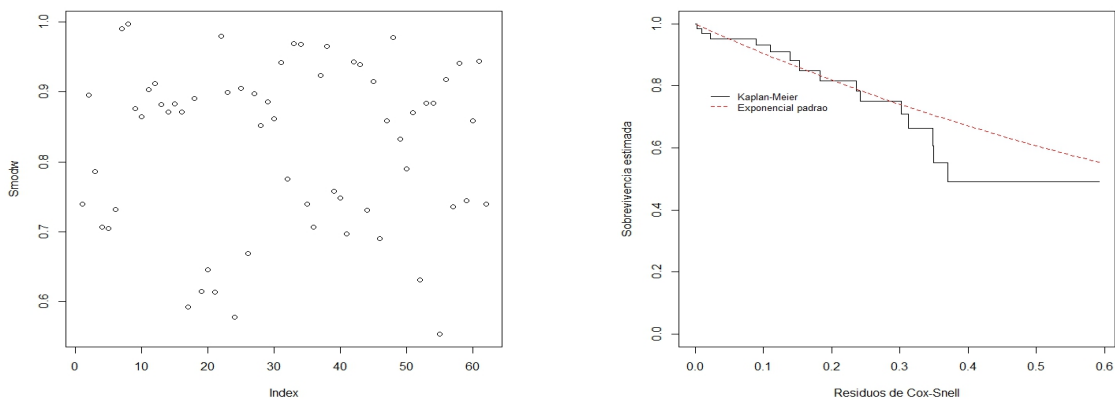 1.0
0.9
0.8
0.7
0.6
Smodw
0 10 20 30 40 50 60
Index
1.0
0.8
0.6
0.4
0.2
0.0
Sobrevivencia estimada
Kaplan-Meier
Exponencial padrao
0.0 0.1 0.2 0.3 0.4 0.5 0.6
Residuos de Cox-Snell